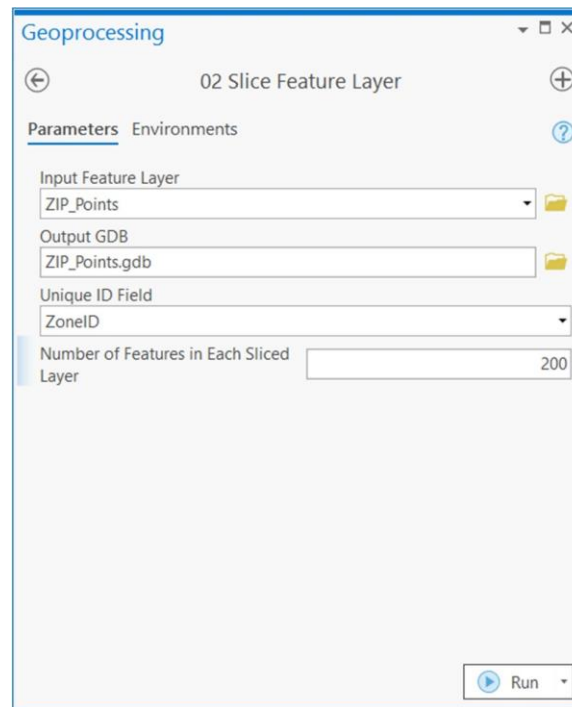 Geoprocessing
02 Slice Feature Layer
Parameters Environments
Input Feature Layer
ZIP_Points
Output GDB
ZIP_Points.gdb
Unique ID Field
ZoneID
Number of Features in Each Sliced
Layer
200
Run